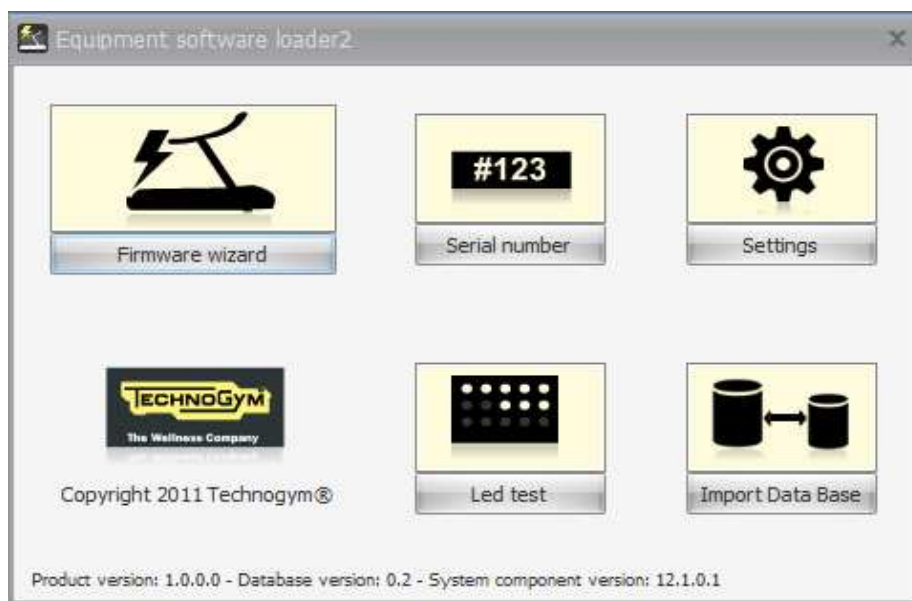 Equipment software loader2
#123
Firmware wizard
Serial number
Settings
TECHNOGYM
The Wellness Company
Copyright 2011 Technogym®
Led test
Import Data Base
Product version: 1.0.0.0 - Database version: 0.2 - System component version: 12.1.0.1